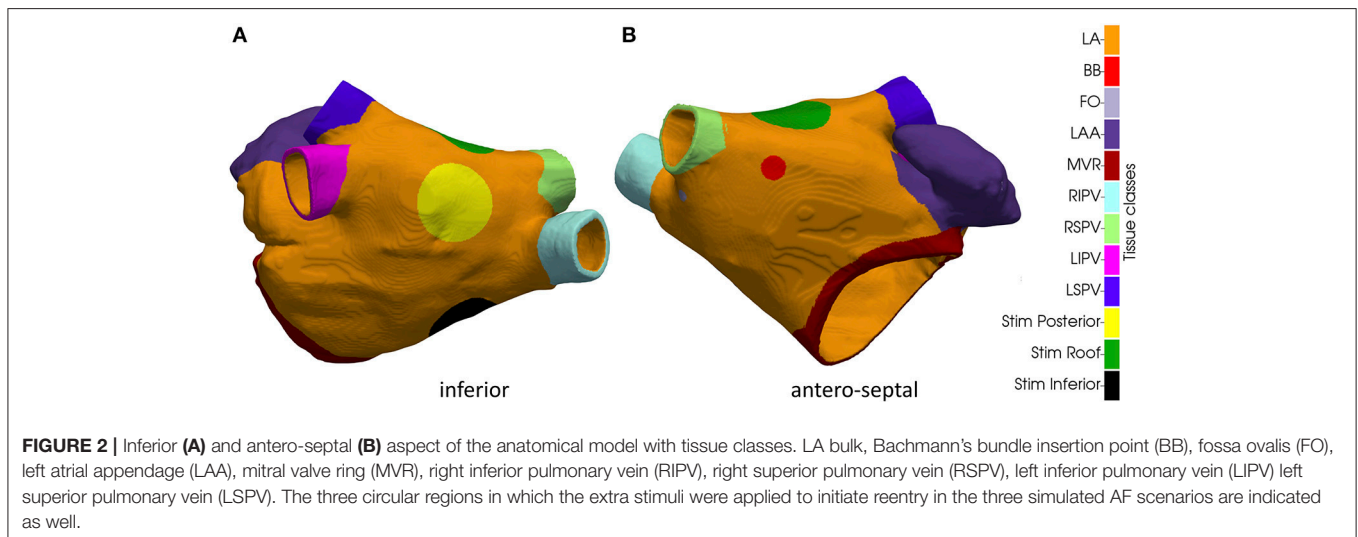 A
B
LA
BB
FO
LAA
MVR
RIPV
RSPV
LIPV
LSPV
Stim Posterior
Stim Roof
Stim Inferior
Tissue classes
inferior
antero-septal
FIGURE 2 | Inferior (A) and antero-septal (B) aspect of the anatomical model with tissue classes. LA bulk, Bachmann's bundle insertion point (BB), fossa ovalis (FO),
left atrial appendage (LAA), mitral valve ring (MVR), right inferior pulmonary vein (RIPV), right superior pulmonary vein (RSPV), left inferior pulmonary vein (LIPV) left
superior pulmonary vein (LSPV). The three circular regions in which the extra stimuli were applied to initiate reentry in the three simulated AF scenarios are indicated
as well.